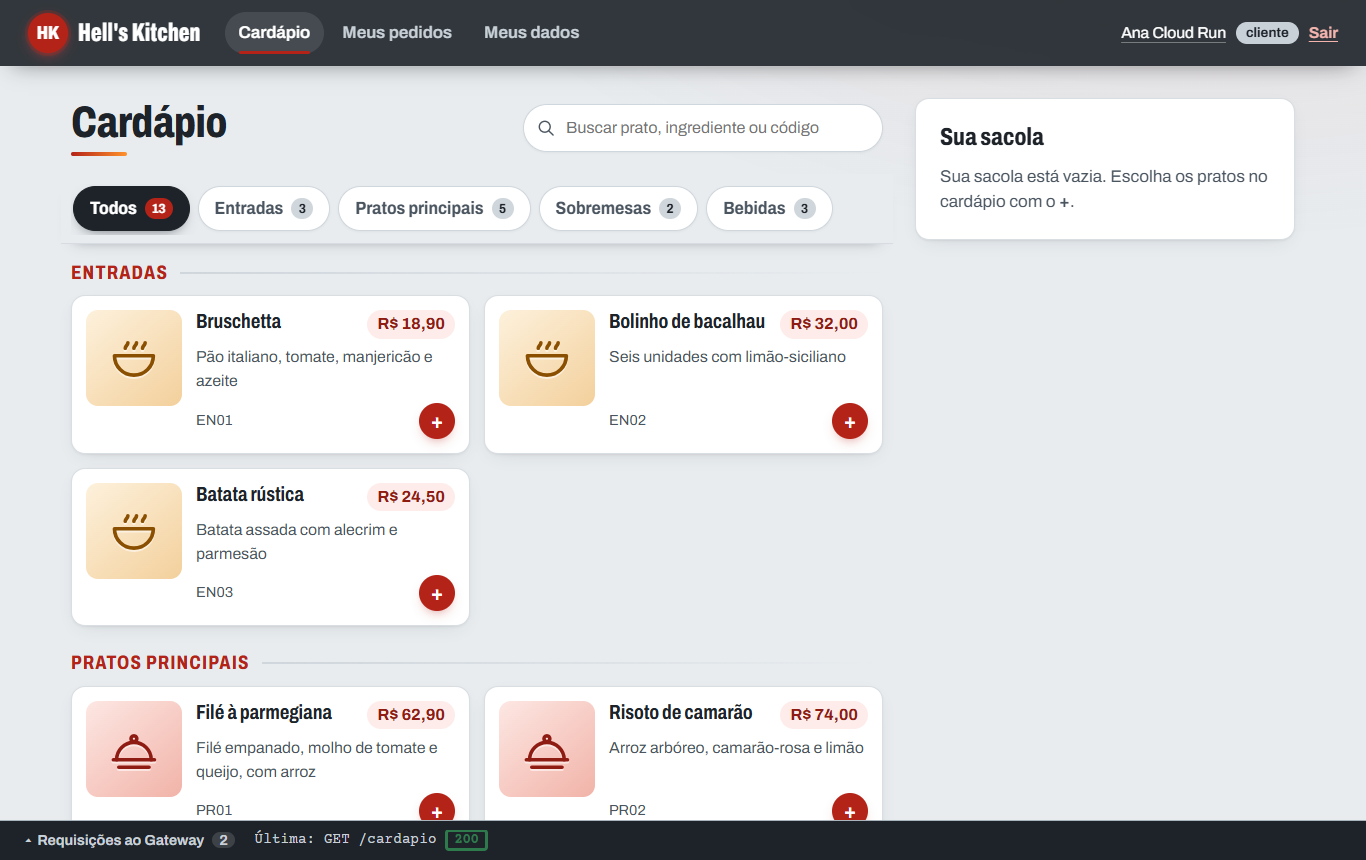 HK Hell's Kitchen Cardápio Meus pedidos Meus dados Ana Cloud Run cliente Sair
Cardápio
Buscar prato, ingrediente ou código
Todos 13 Entradas 3 Pratos principais 5 Sobremesas 2 Bebidas 3
Sua sacola
Sua sacola está vazia. Escolha os pratos no
cardápio com o +.
ENTRADAS
Bruschetta R$ 18,90
Pão italiano, tomate, manjericão e
azeite
EN01 +
Bolinho de bacalhau R$ 32,00
Seis unidades com limão-siciliano
EN02 +
Batata rústica R$ 24,50
Batata assada com alecrim e
parmesão
EN03 +
PRATOS PRINCIPAIS
Filé à parmegiana R$ 62,90
Filé empanado, molho de tomate e
queijo, com arroz
PR01 +
Risoto de camarão R$ 74,00
Arroz arbóreo, camarão-rosa e limão
PR02 +
Requisições ao Gateway 2 Última: GET /cardapio 200